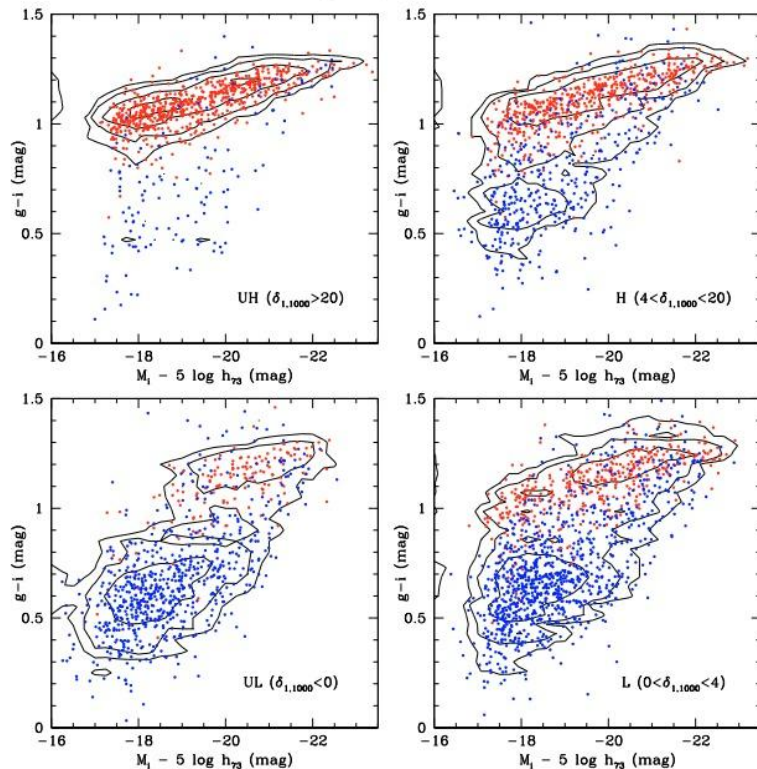 1.5
1
0.5
0
g-i (mag)
UH (δ1,1000>20)
-16 -18 -20 -22
Mi - 5 log h73 (mag)
1.5
1
0.5
0
g-i (mag)
H (4<δ1,1000<20)
-16 -18 -20 -22
Mi - 5 log h73 (mag)
1.5
1
0.5
0
g-i (mag)
UL (δ1,1000<0)
-16 -18 -20 -22
Mi - 5 log h73 (mag)
1.5
1
0.5
0
g-i (mag)
L (0<δ1,1000<4)
-16 -18 -20 -22
Mi - 5 log h73 (mag)